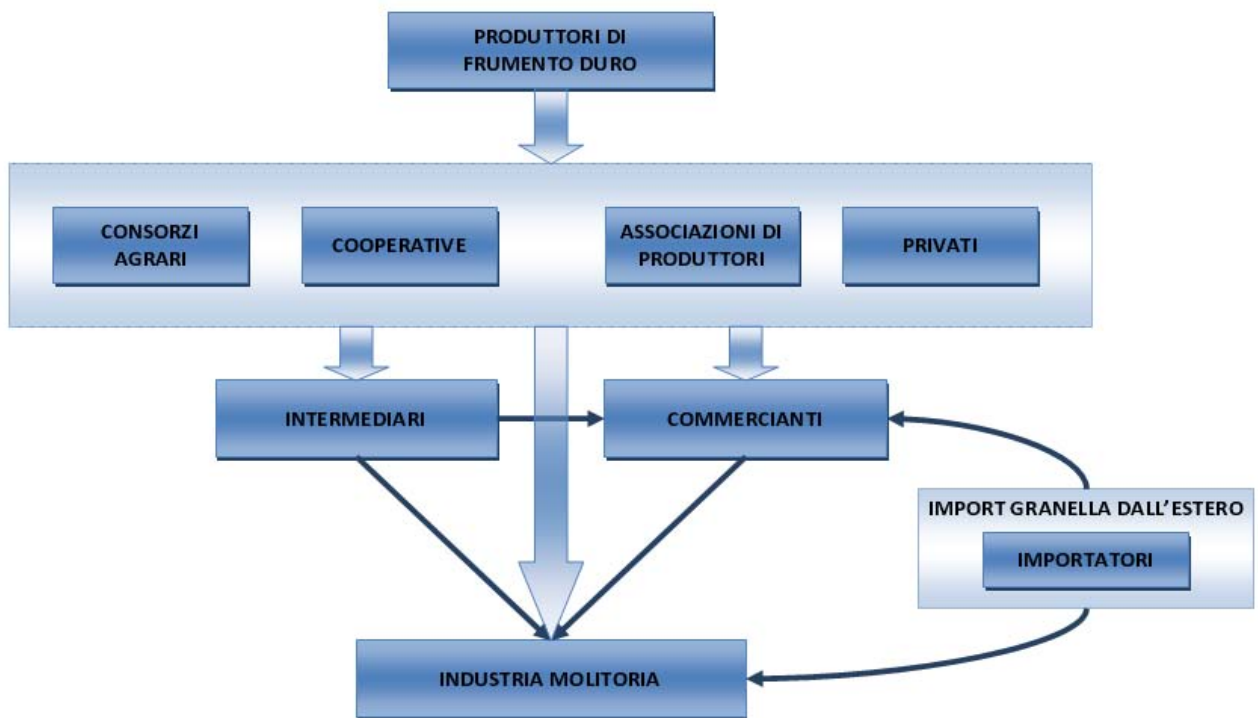 PRODUTTORI DI
FRUMENTO DURO
CONSORZI
AGRARI
COOPERATIVE
ASSOCIAZIONI DI
PRODUTTORI
PRIVATI
INTERMEDIARI
COMMERCIANTI
IMPORT GRANELLA DALL'ESTERO
IMPORTATORI
INDUSTRIA MOLITORIA